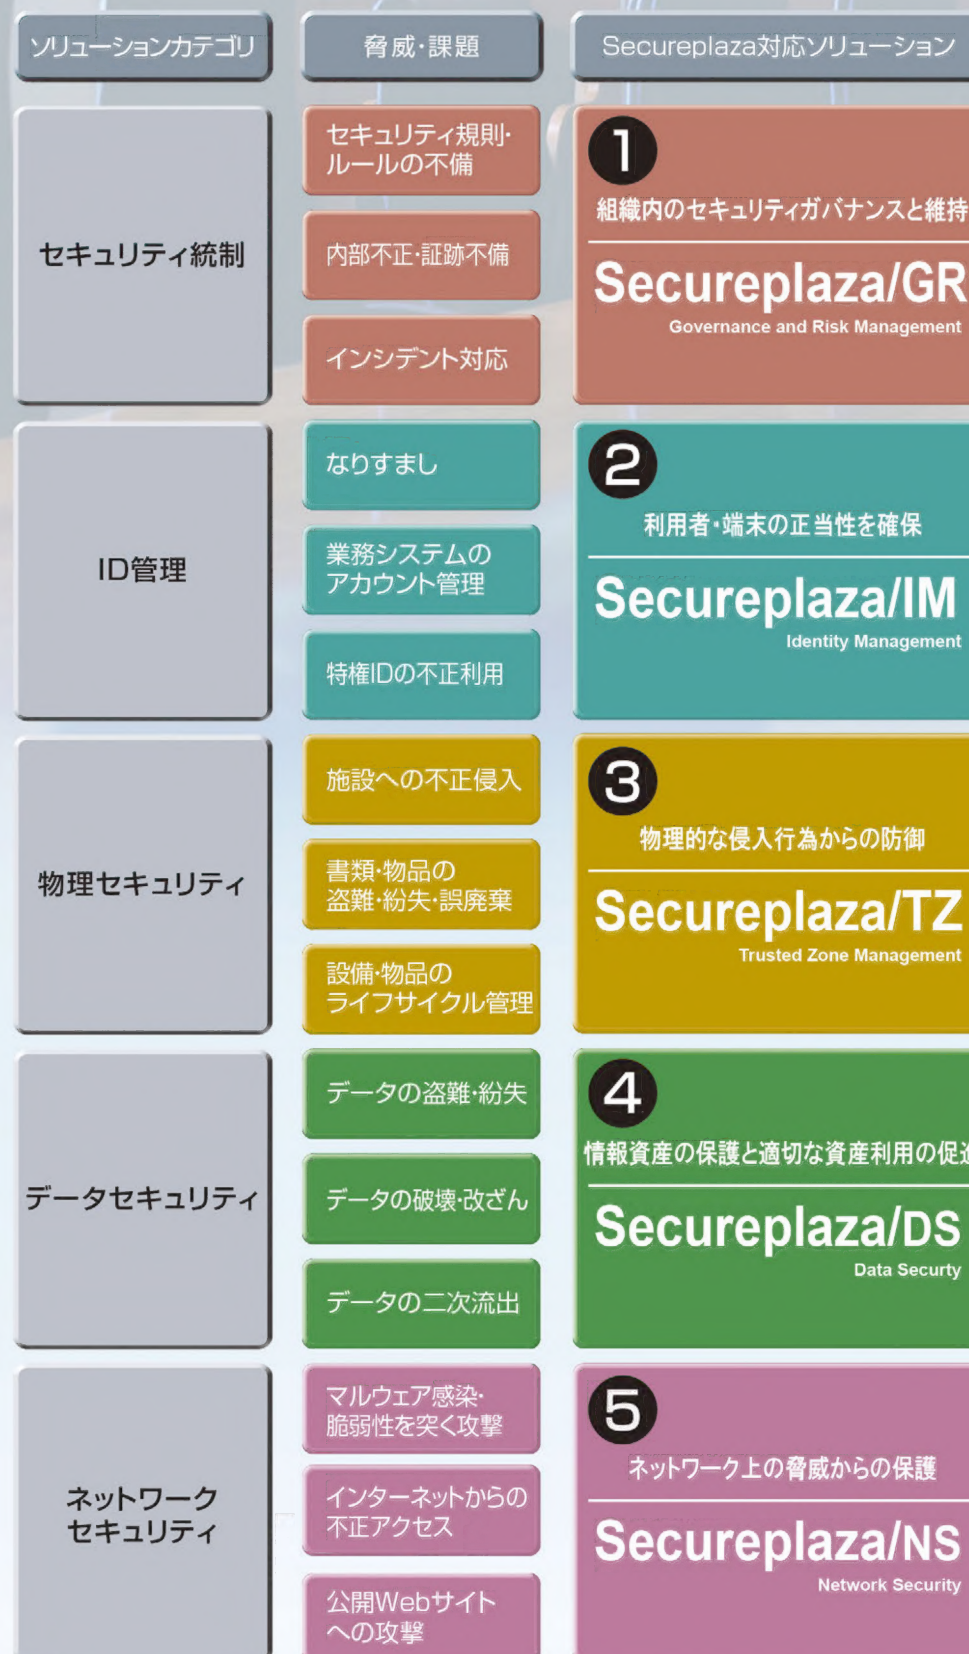 ソリューションカテゴリ
脅威・課題
Secureplaza対応ソリューション
セキュリティ統制
セキュリティ規則・
ルールの不備
内部不正・証跡不備
インシデント対応
1
組織内のセキュリティガバナンスと維持
Secureplaza/GR
Governance and Risk Management
ID管理
なりすまし
業務システムの
アカウント管理
特権IDの不正利用
2
利用者・端末の正当性を確保
Secureplaza/IM
Identity Management
物理セキュリティ
施設への不正侵入
書類・物品の
盗難・紛失・誤廃棄
設備・物品の
ライフサイクル管理
3
物理的な侵入行為からの防御
Secureplaza/TZ
Trusted Zone Management
データセキュリティ
データの盗難・紛失
データの破壊・改ざん
データの二次流出
4
情報資産の保護と適切な資産利用の促進
Secureplaza/DS
Data Securty
ネットワーク
セキュリティ
マルウェア感染・
脆弱性を突く攻撃
インターネットからの
不正アクセス
公開Webサイト
への攻撃
5
ネットワーク上の脅威からの保護
Secureplaza/NS
Network Security